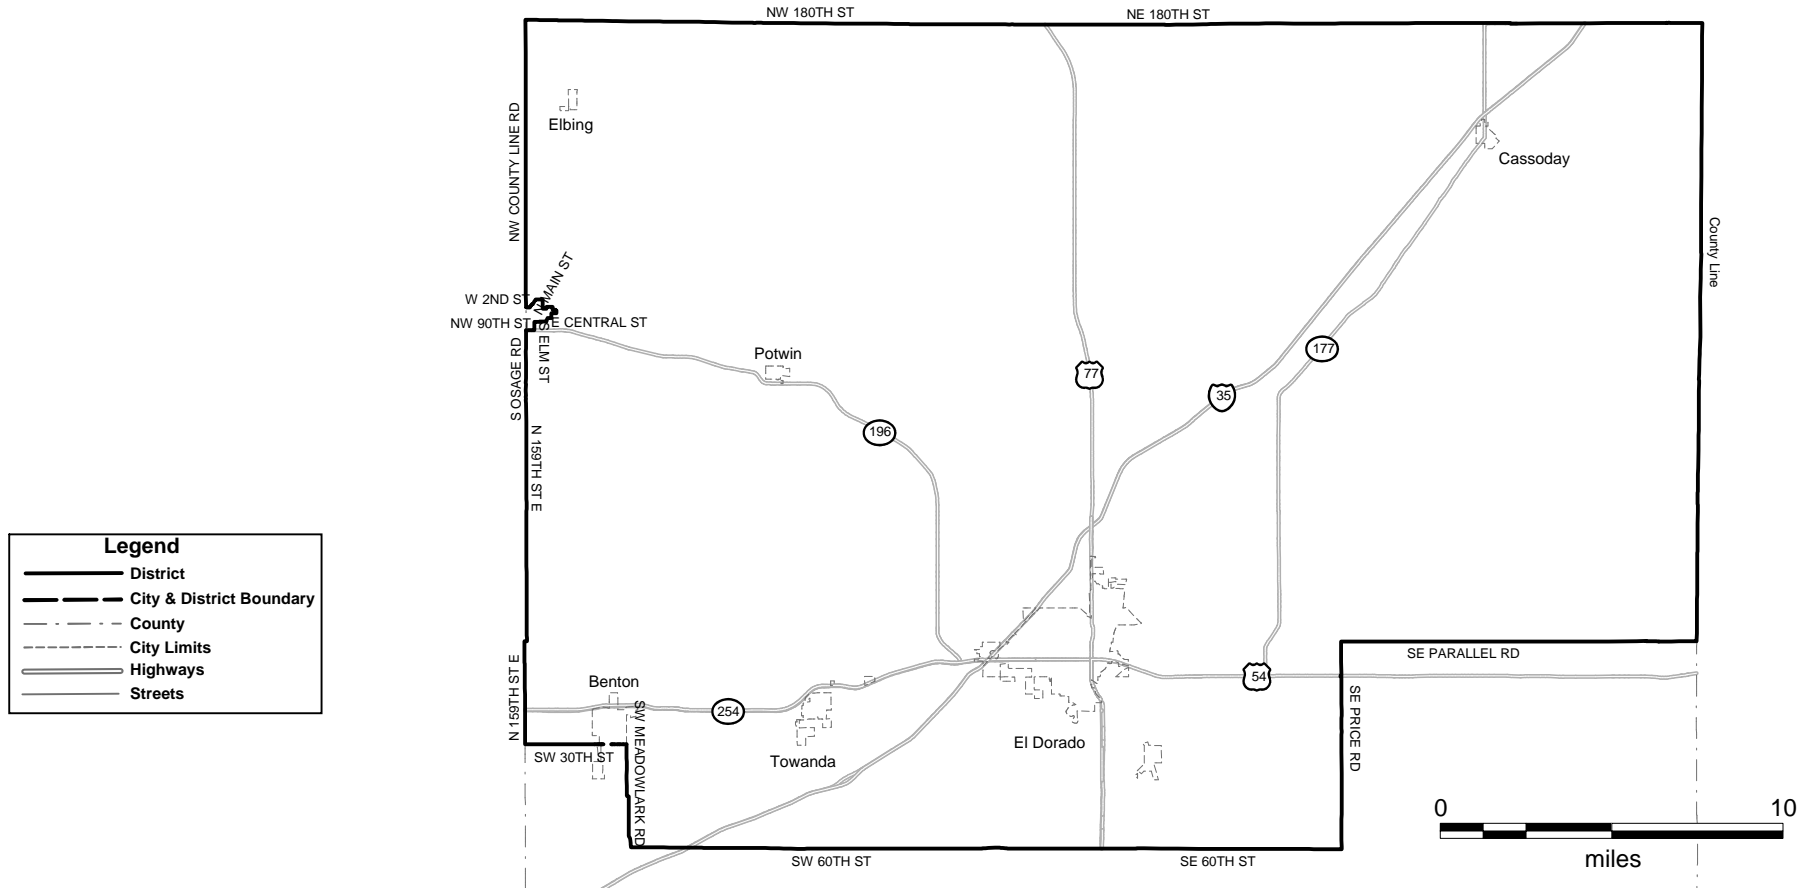 NW 180TH ST
NE 180TH ST
NW COUNTY LINE RD
Elbing
Cassoday
County Line
N MAIN ST
W 2ND ST
NW 90TH ST
E CENTRAL ST
S ELM ST
S OSAGE RD
Potwin
77
177
35
196
N 159TH ST E
Legend
District
City & District Boundary
County
City Limits
Highways
Streets
N 159TH ST E
Benton
254
SW MEADOWLARK RD
SW 30TH ST
Towanda
El Dorado
54
SE PARALLEL RD
SE PRICE RD
SW 60TH ST
SE 60TH ST
0
10
miles